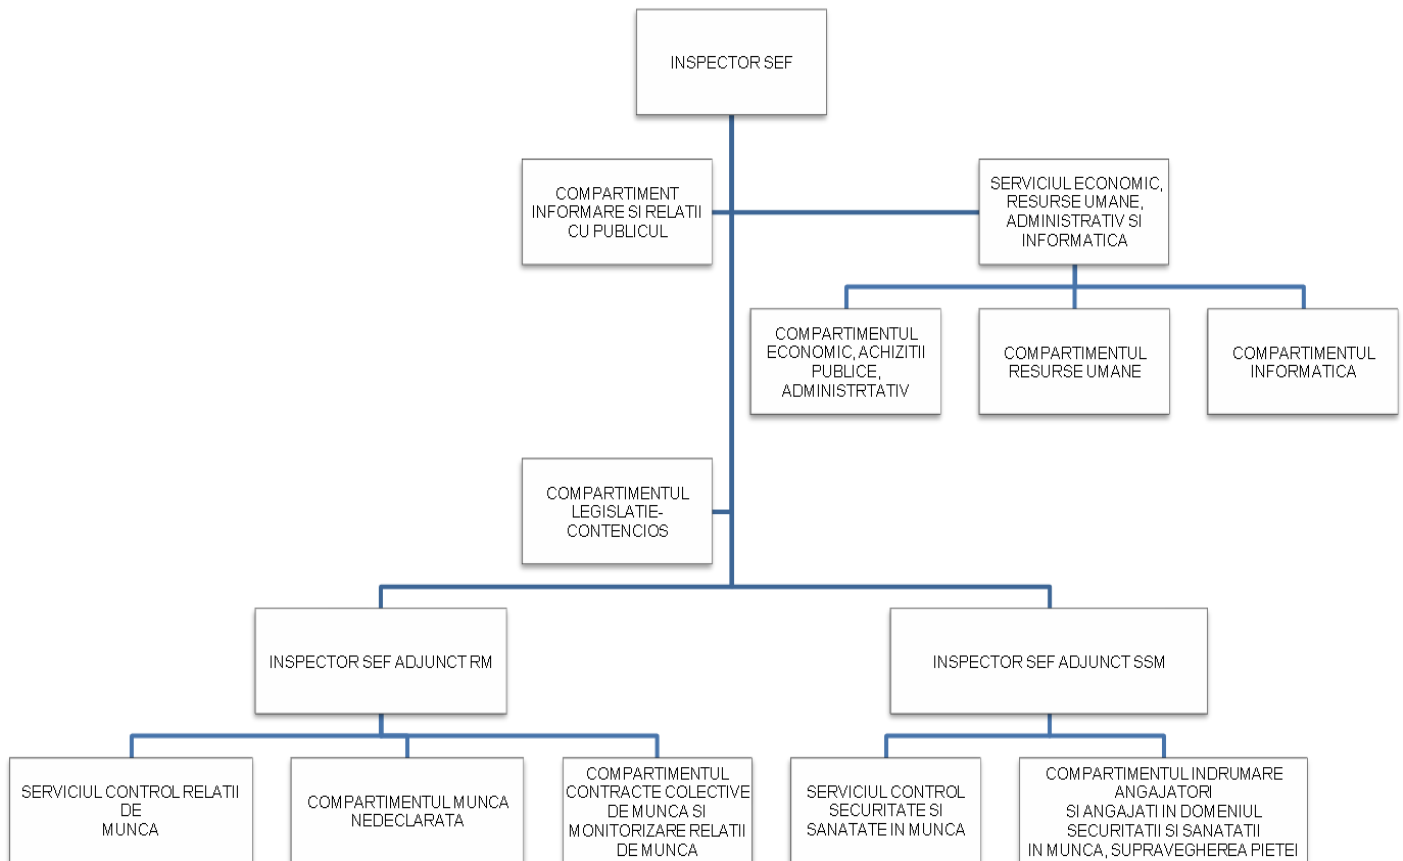 INSPECTOR SEF
COMPARTIMENT
INFORMARE SI RELATII
CU PUBLICUL
SERVICIUL ECONOMIC,
RESURSE UMANE,
ADMINISTRATIV SI
INFORMATICA
COMPARTIMENTUL
ECONOMIC, ACHIZITII
PUBLICE,
ADMINISTRTATIV
COMPARTIMENTUL
RESURSE UMANE
COMPARTIMENTUL
INFORMATICA
COMPARTIMENTUL
LEGISLATIE-
CONTENCIOS
INSPECTOR SEF ADJUNCT RM
INSPECTOR SEF ADJUNCT SSM
SERVICIUL CONTROL RELATII
DE
MUNCA
COMPARTIMENTUL MUNCA
NEDECLARATA
COMPARTIMENTUL
CONTRACTE COLECTIVE
DE MUNCA SI
MONITORIZARE RELATII
DE MUNCA
SERVICIUL CONTROL
SECURITATE SI
SANATATE IN MUNCA
COMPARTIMENTUL INDRUMARE
ANGAJATORI
SI ANGAJATI IN DOMENIUL
SECURITATII SI SANATATII
IN MUNCA, SUPRAVEGHEREA PIETEI